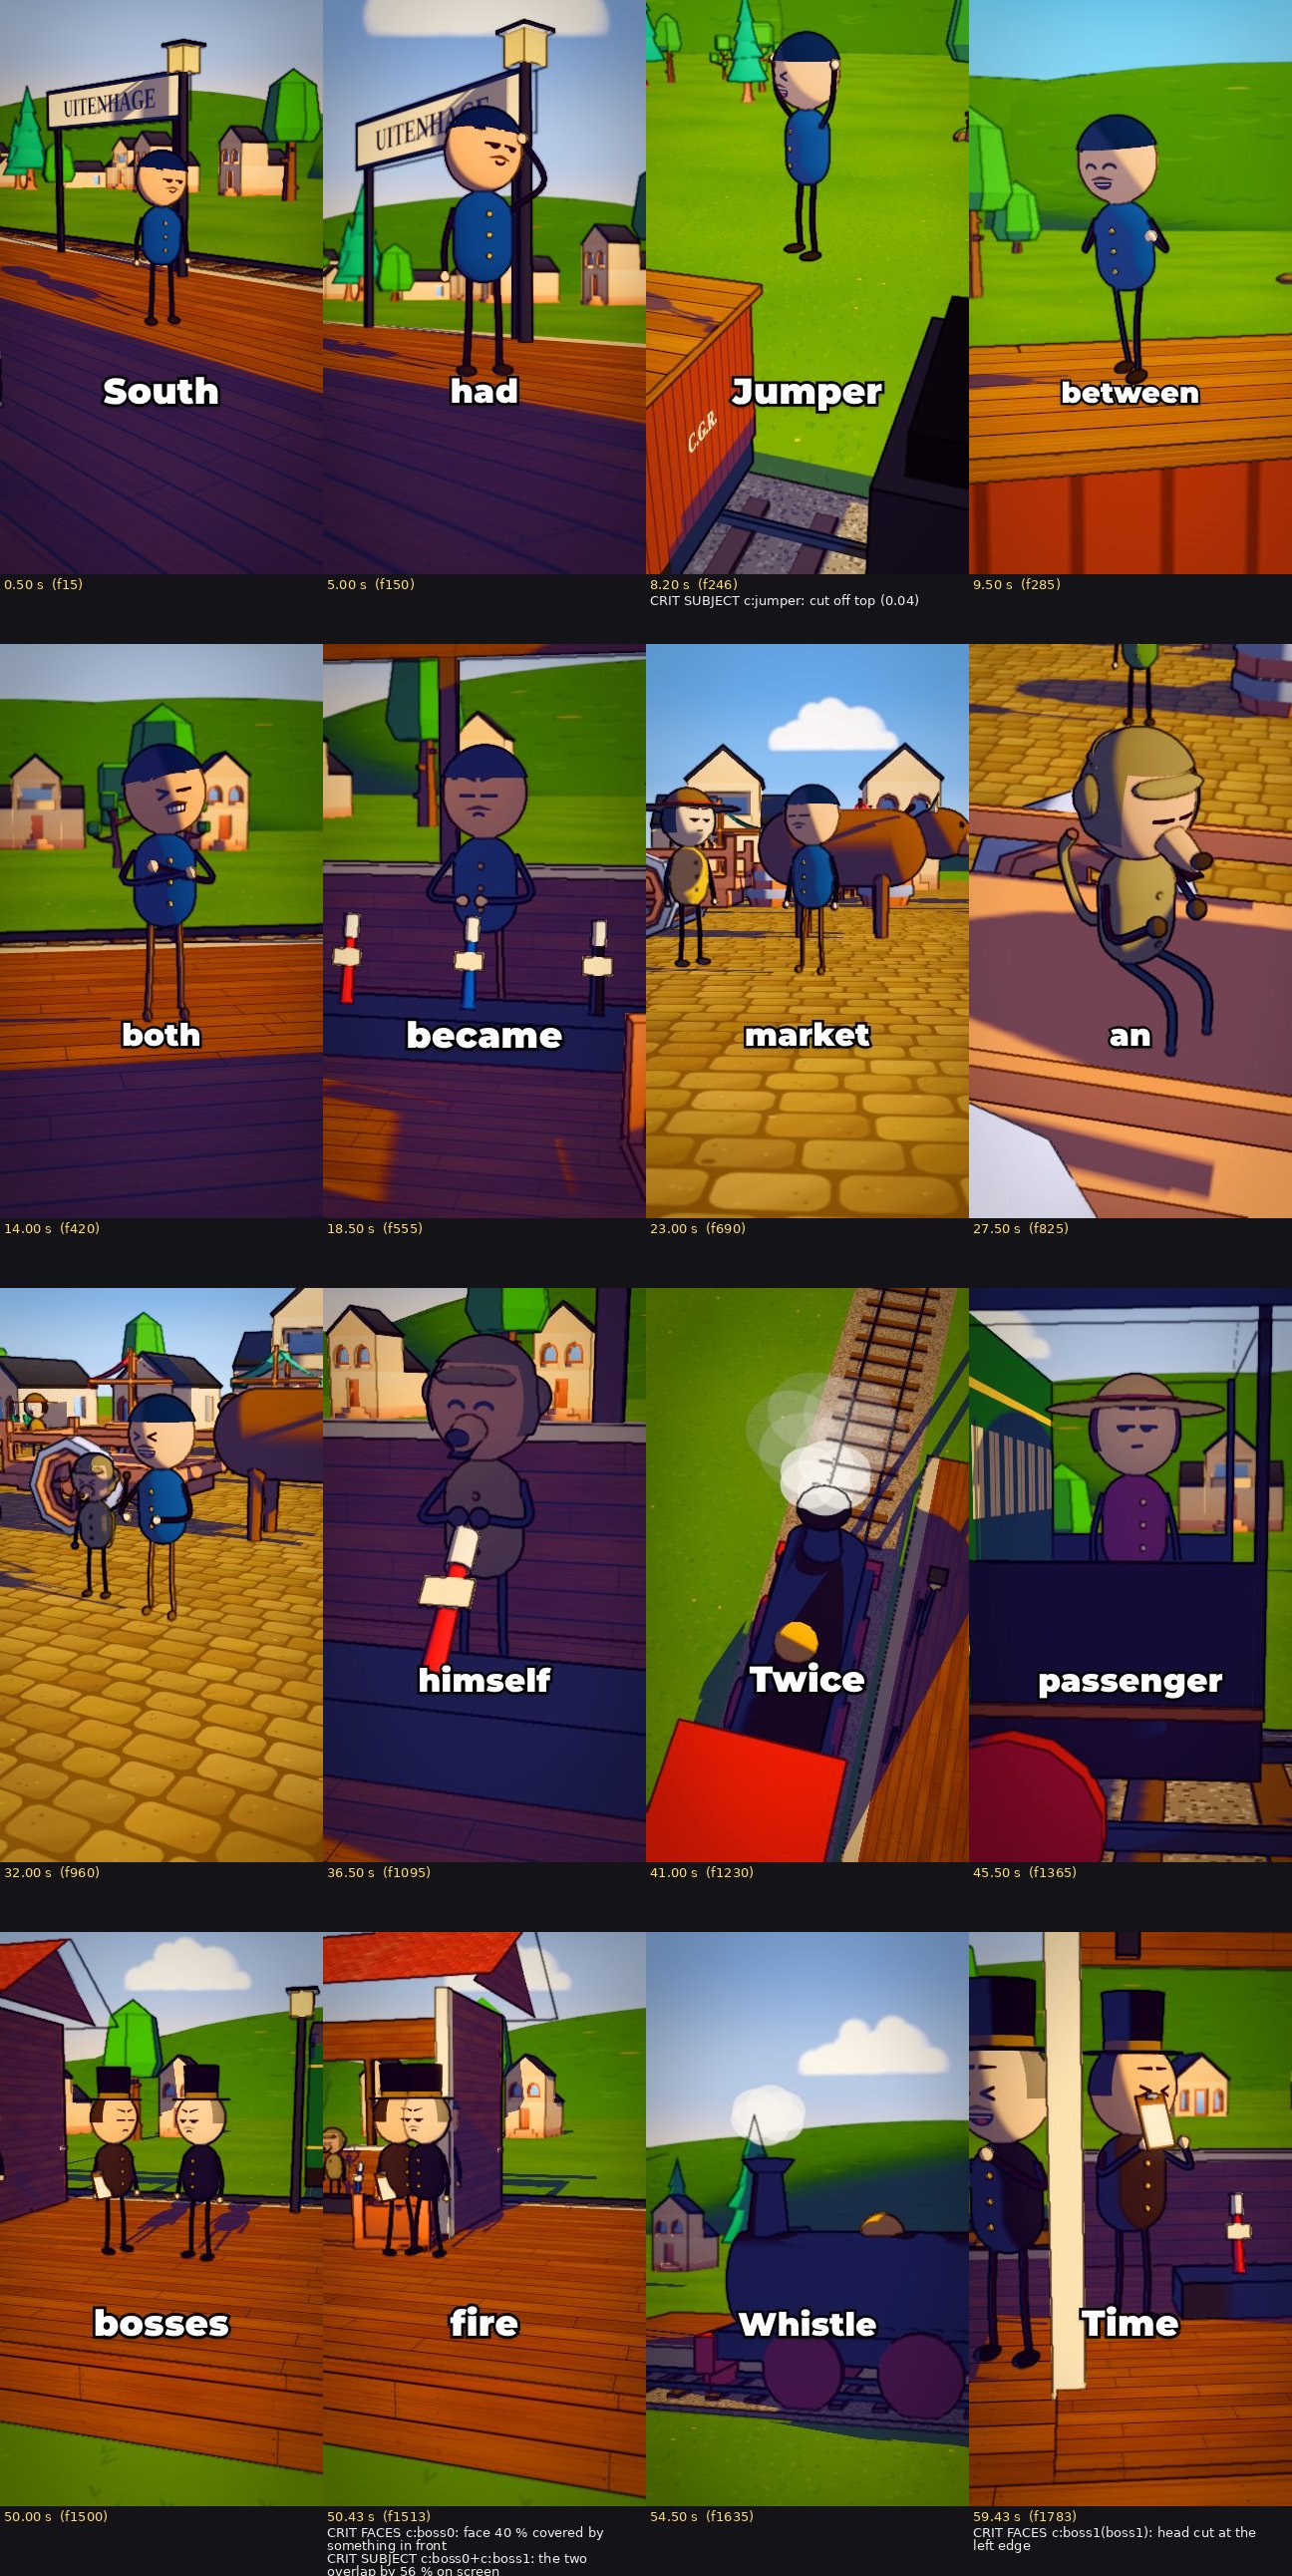 UITENHAGE
South
0.50 s (f15)
UITENHAGE
had
5.00 s (f150)
Jumper
C.G.R.
8.20 s (f246)
CRIT SUBJECT c:jumper: cut off top (0.04)
between
9.50 s (f285)
both
14.00 s (f420)
became
18.50 s (f555)
market
23.00 s (f690)
an
27.50 s (f825)
32.00 s (f960)
himself
36.50 s (f1095)
Twice
41.00 s (f1230)
passenger
45.50 s (f1365)
bosses
50.00 s (f1500)
fire
50.43 s (f1513)
CRIT FACES c:boss0: face 40 % covered by
something in front
CRIT SUBJECT c:boss0+c:boss1: the two
overlap by 56 % on screen
Whistle
54.50 s (f1635)
Time
59.43 s (f1783)
CRIT FACES c:boss1(boss1): head cut at the
left edge